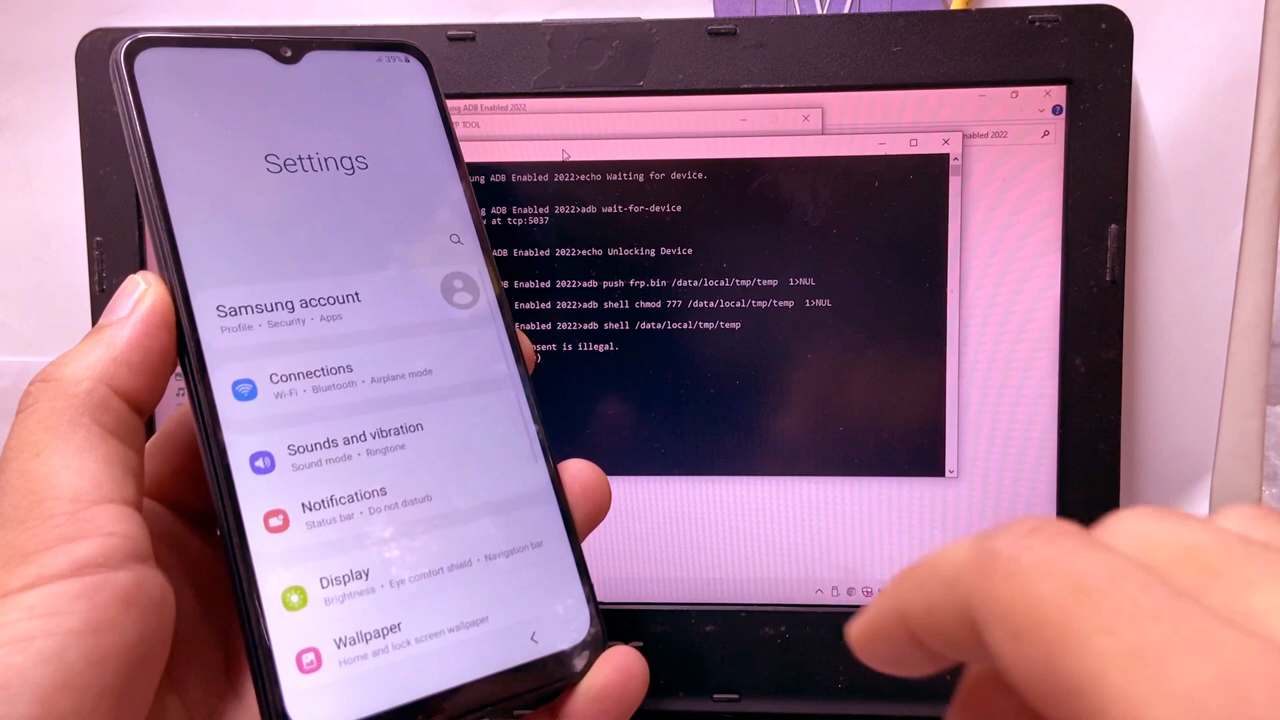 39%
Settings
Samsung account
Profile • Security • Apps
Connections
Wi-Fi • Bluetooth • Airplane mode
Sounds and vibration
Sound mode • Ringtone
Notifications
Status bar • Do not disturb
Display
Brightness • Eye comfort shield • Navigation bar
Wallpaper
Home and lock screen wallpaper
ADB Enabled 2022
TOOL
2022
ADB Enabled 2022>echo Waiting for device.
ADB Enabled 2022>adb wait-for-device
at tcp:5037
ADB Enabled 2022>echo Unlocking Device
Enabled 2022>adb push frp.bin /data/local/tmp/temp 1>NUL
Enabled 2022>adb shell chmod 777 /data/local/tmp/temp 1>NUL
Enabled 2022>adb shell /data/local/tmp/temp
is illegal.